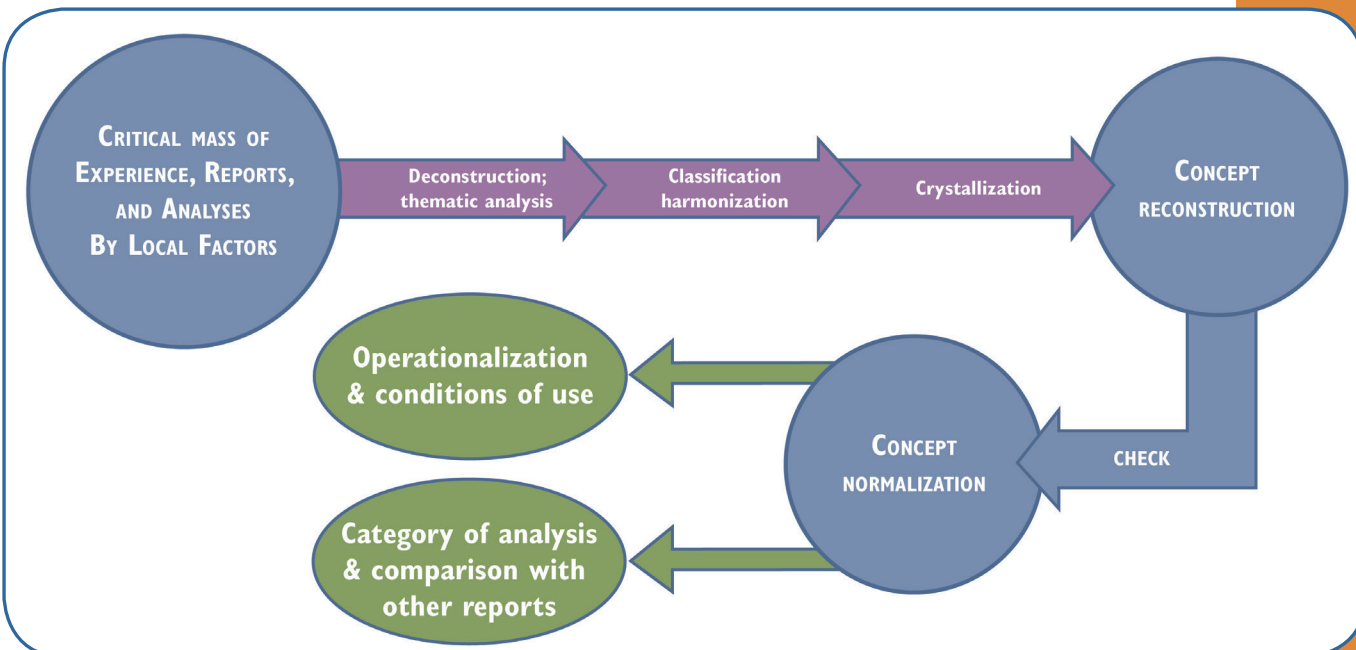 CRITICAL MASS OF
EXPERIENCE, REPORTS,
AND ANALYSES
BY LOCAL FACTORS
Deconstruction;
thematic analysis
Classification
harmonization
Crystallization
CONCEPT
RECONSTRUCTION
CHECK
CONCEPT
NORMALIZATION
Operationalization
& conditions of use
Category of analysis
& comparison with
other reports